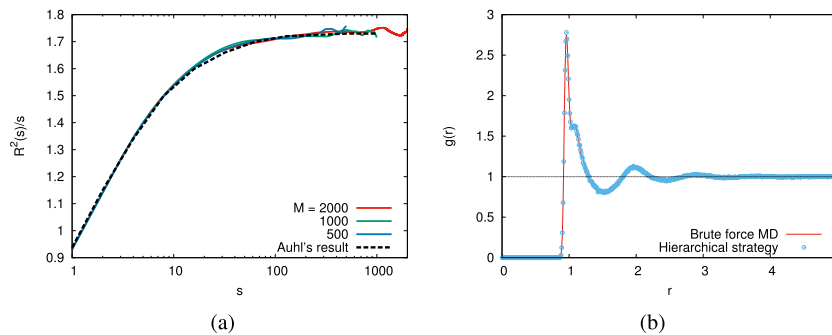 1.8
1.7
1.6
1.5
1.4
1.3
1.2
1.1
1
0.9
R²(s)/s
1 10 100 1000
s
M = 2000
1000
500
Auhl's result
(a)
3
2.5
2
1.5
1
0.5
0
g(r)
0 1 2 3 4
r
Brute force MD
Hierarchical strategy
(b)